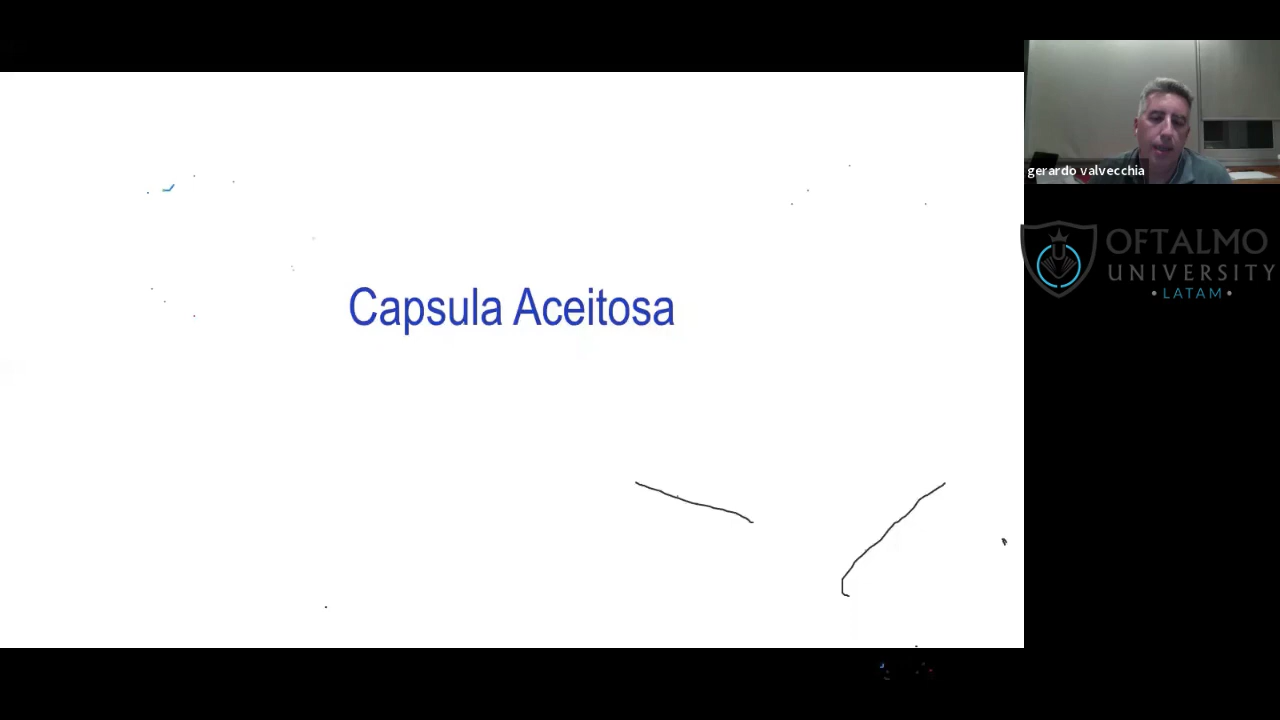 Capsula Aceitosa
gerardo valvecchia
OFTALMO
UNIVERSITY
•LATAM•